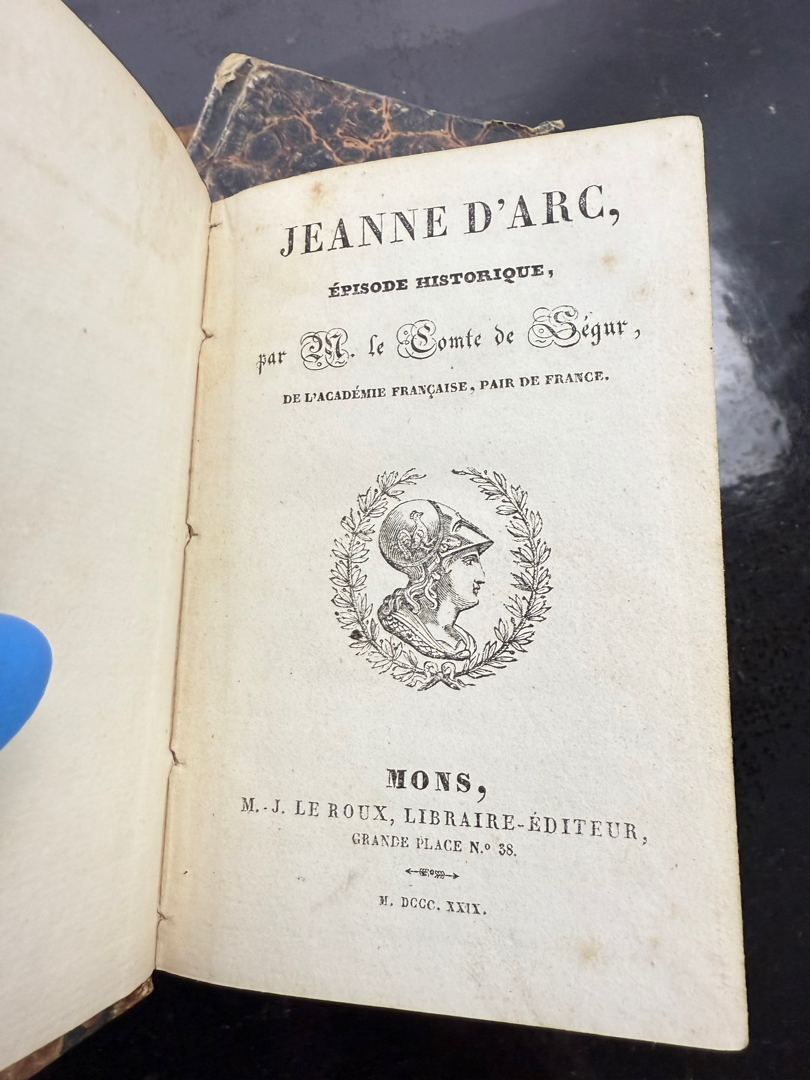 JEANNE D'ARC,
ÉPISODE HISTORIQUE,
par M. le Comte de Ségur,
DE L'ACADÉMIE FRANÇAISE, PAIR DE FRANCE.
MONS,
M.-J. LE ROUX, LIBRAIRE-ÉDITEUR,
GRANDE PLACE N.º 38.
M. DCCC. XXIX.